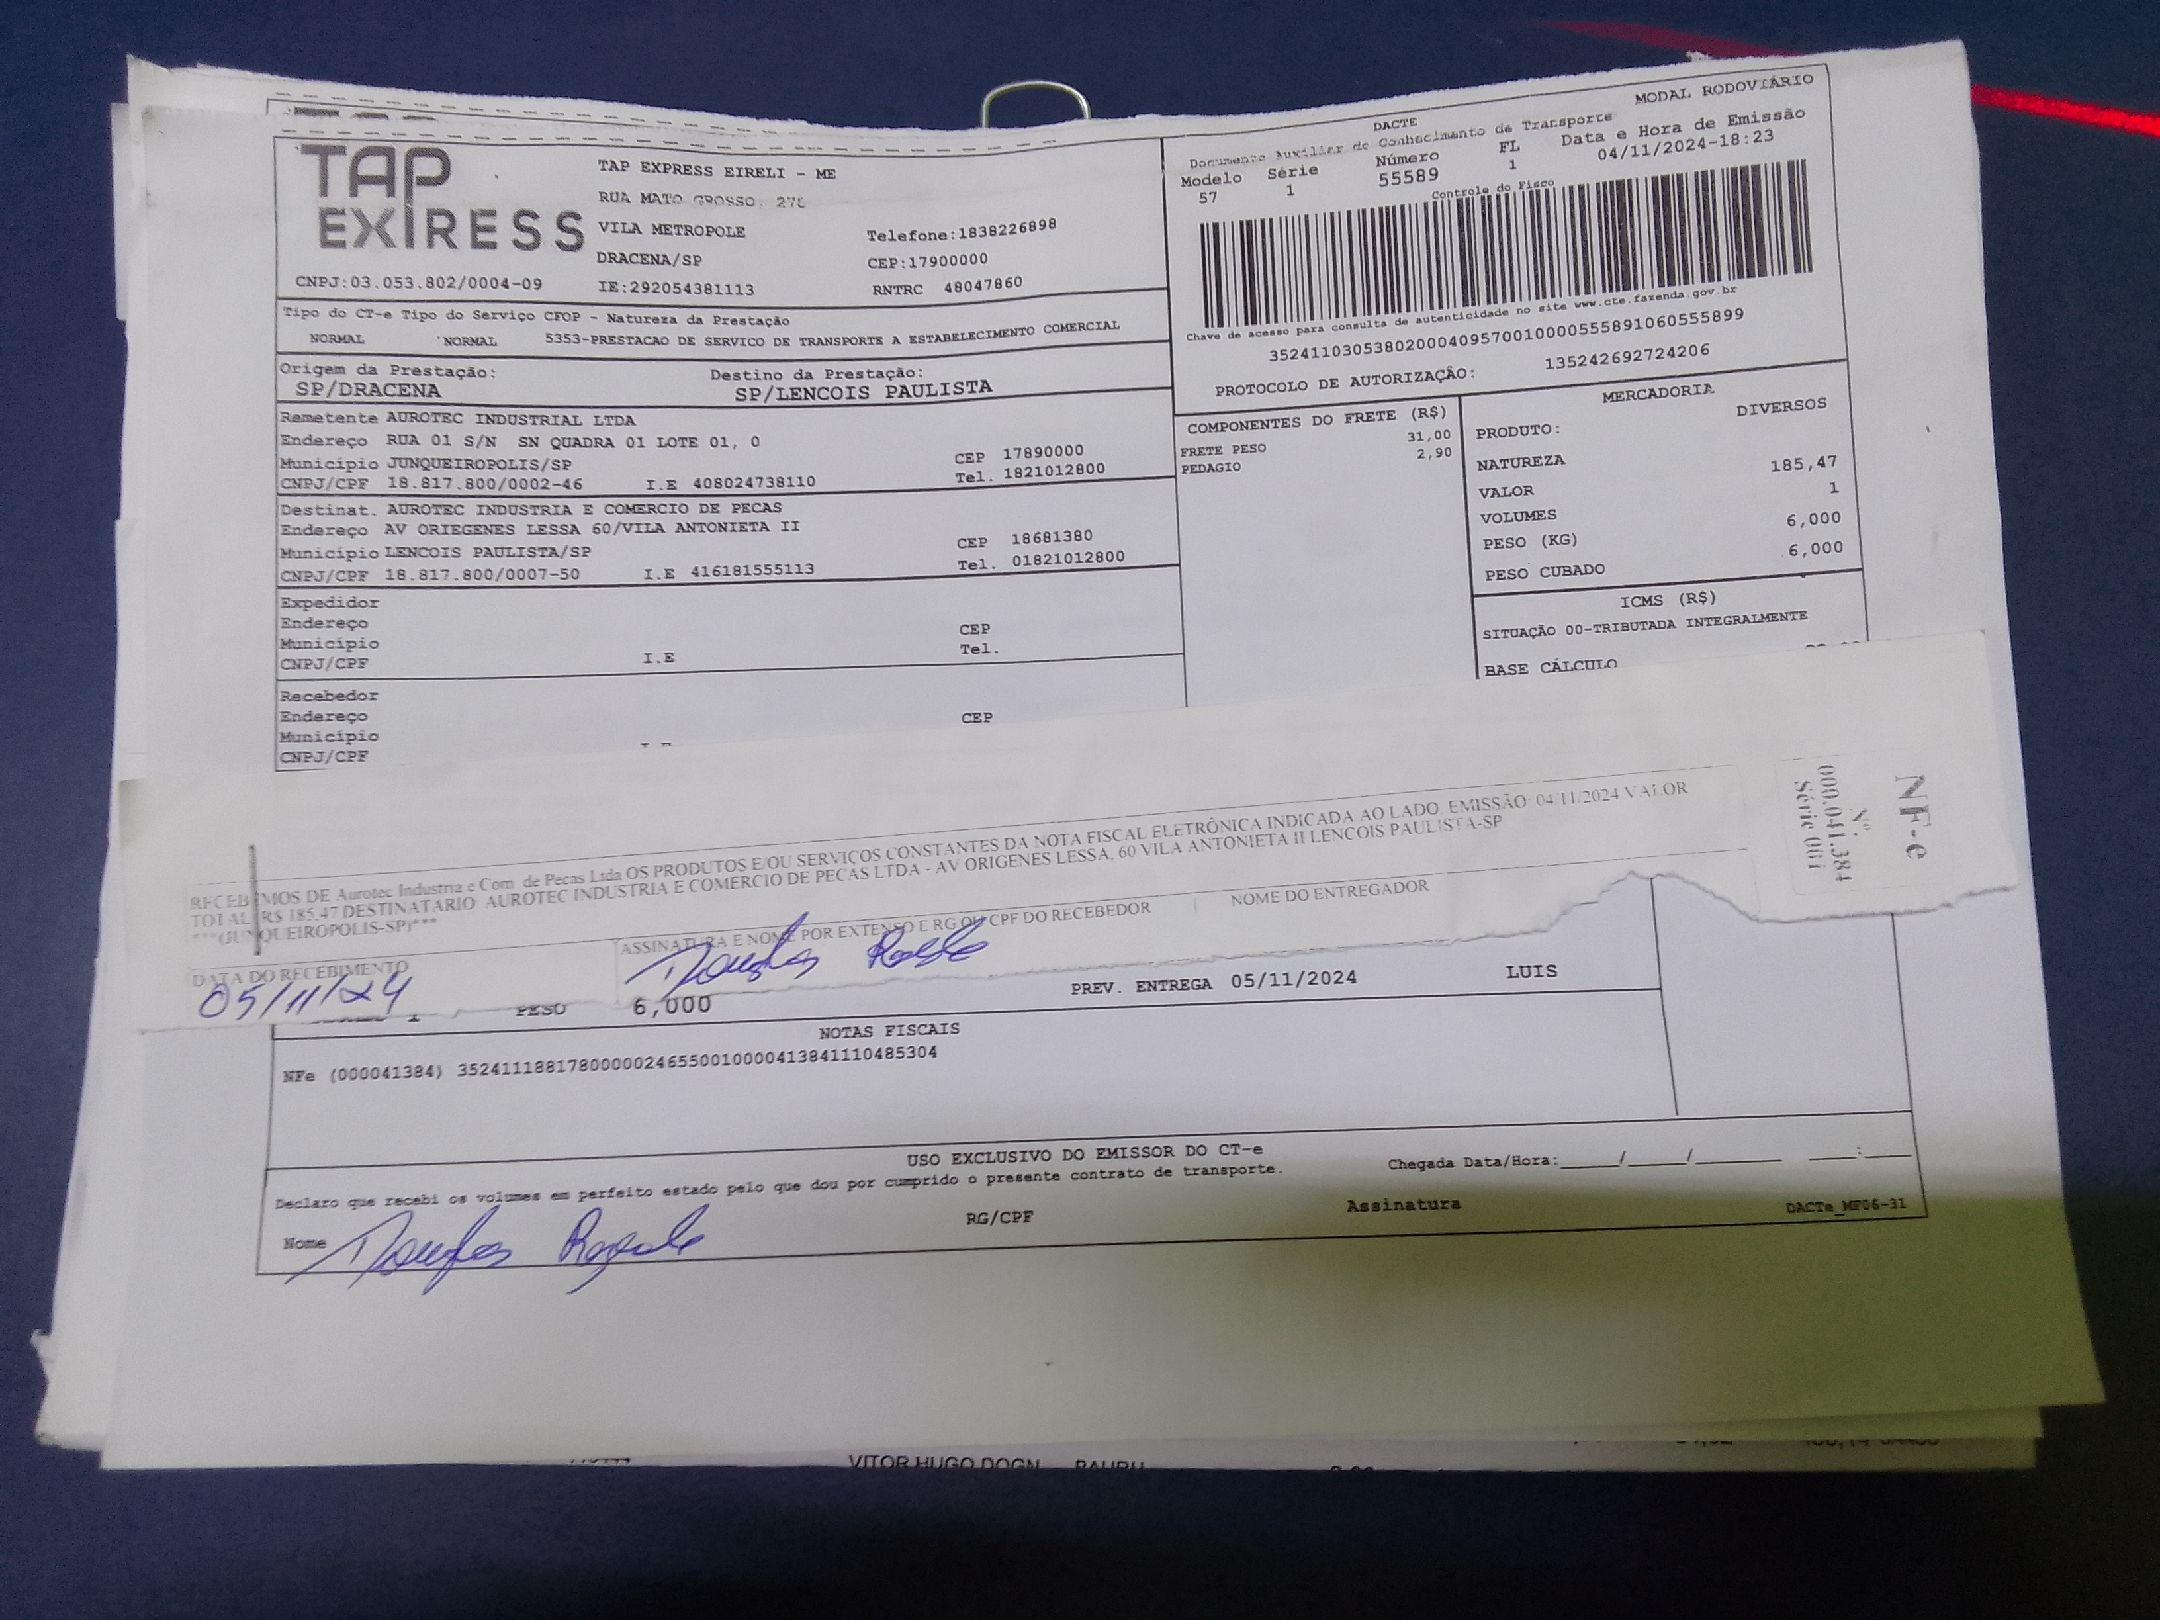 MODAL RODOVIÁRIO
TAP EXPRESS
TAP EXPRESS EIRELI - ME
RUA MATO GROSSO, 276
VILA METROPOLE Telefone:1838226898
DRACENA/SP CEP:17900000
CNPJ:03.053.802/0004-09 IE:292054381113 RNTRC 48047860
DACTE
Documento Auxiliar de Conhecimento de Transporte
Modelo Série Número FL Data e Hora de Emissão
57 1 55589 1 04/11/2024-18:23
Controle do Fisco
Chave de acesso para consulta de autenticidade no site www.cte.fazenda.gov.br
35241103053802000409570010000555891060555899
PROTOCOLO DE AUTORIZAÇÃO: 135242692724206
Tipo do CT-e Tipo do Serviço CFOP - Natureza da Prestação
NORMAL NORMAL 5353-PRESTACAO DE SERVICO DE TRANSPORTE A ESTABELECIMENTO COMERCIAL
Origem da Prestação: Destino da Prestação:
SP/DRACENA SP/LENCOIS PAULISTA
Remetente AUROTEC INDUSTRIAL LTDA
Endereço RUA 01 S/N SN QUADRA 01 LOTE 01, 0
Município JUNQUEIROPOLIS/SP CEP 17890000
CNPJ/CPF 18.817.800/0002-46 I.E 408024738110 Tel. 1821012800
Destinat. AUROTEC INDUSTRIA E COMERCIO DE PECAS
Endereço AV ORIEGENES LESSA 60/VILA ANTONIETA II
Município LENCOIS PAULISTA/SP CEP 18681380
CNPJ/CPF 18.817.800/0007-50 I.E 416181555113 Tel. 01821012800
Expedidor
Endereço
Município CEP
CNPJ/CPF I.E Tel.
Recebedor
Endereço
Município CEP
CNPJ/CPF
COMPONENTES DO FRETE (R$)
FRETE PESO 31,00
PEDAGIO 2,90
MERCADORIA
PRODUTO: DIVERSOS
NATUREZA
VALOR 185,47
VOLUMES 1
PESO (KG) 6,000
PESO CUBADO 6,000
ICMS (R$)
SITUAÇÃO 00-TRIBUTADA INTEGRALMENTE
BASE CÁLCULO
RECEBEMOS DE Aurotec Industria e Com. de Pecas Ltda OS PRODUTOS E/OU SERVIÇOS CONSTANTES DA NOTA FISCAL ELETRÔNICA INDICADA AO LADO. EMISSÃO: 04/11/2024 VALOR
TOTAL: R$ 185,47 DESTINATARIO: AUROTEC INDUSTRIA E COMERCIO DE PECAS LTDA - AV ORIGENES LESSA, 60 VILA ANTONIETA II LENCOIS PAULISTA-SP
***(JUNQUEIROPOLIS-SP)***
DATA DO RECEBIMENTO ASSINATURA E NOME POR EXTENSO E RG OU CPF DO RECEBEDOR NOME DO ENTREGADOR
05/11/24 Douglas
NF-e
Nº.
000.041.384
Série 001
PESO 6,000 PREV. ENTREGA 05/11/2024 LUIS
NOTAS FISCAIS
NFe (000041384) 35241118817800000246550010000413841110485304
USO EXCLUSIVO DO EMISSOR DO CT-e
Declaro que recebi os volumes em perfeito estado pelo que dou por cumprido o presente contrato de transporte. Chegada Data/Hora:_____/_____/________ ____:____
Nome Douglas RG/CPF Assinatura DACTe_MF06-31
VITOR HUGO DOGN BAURU